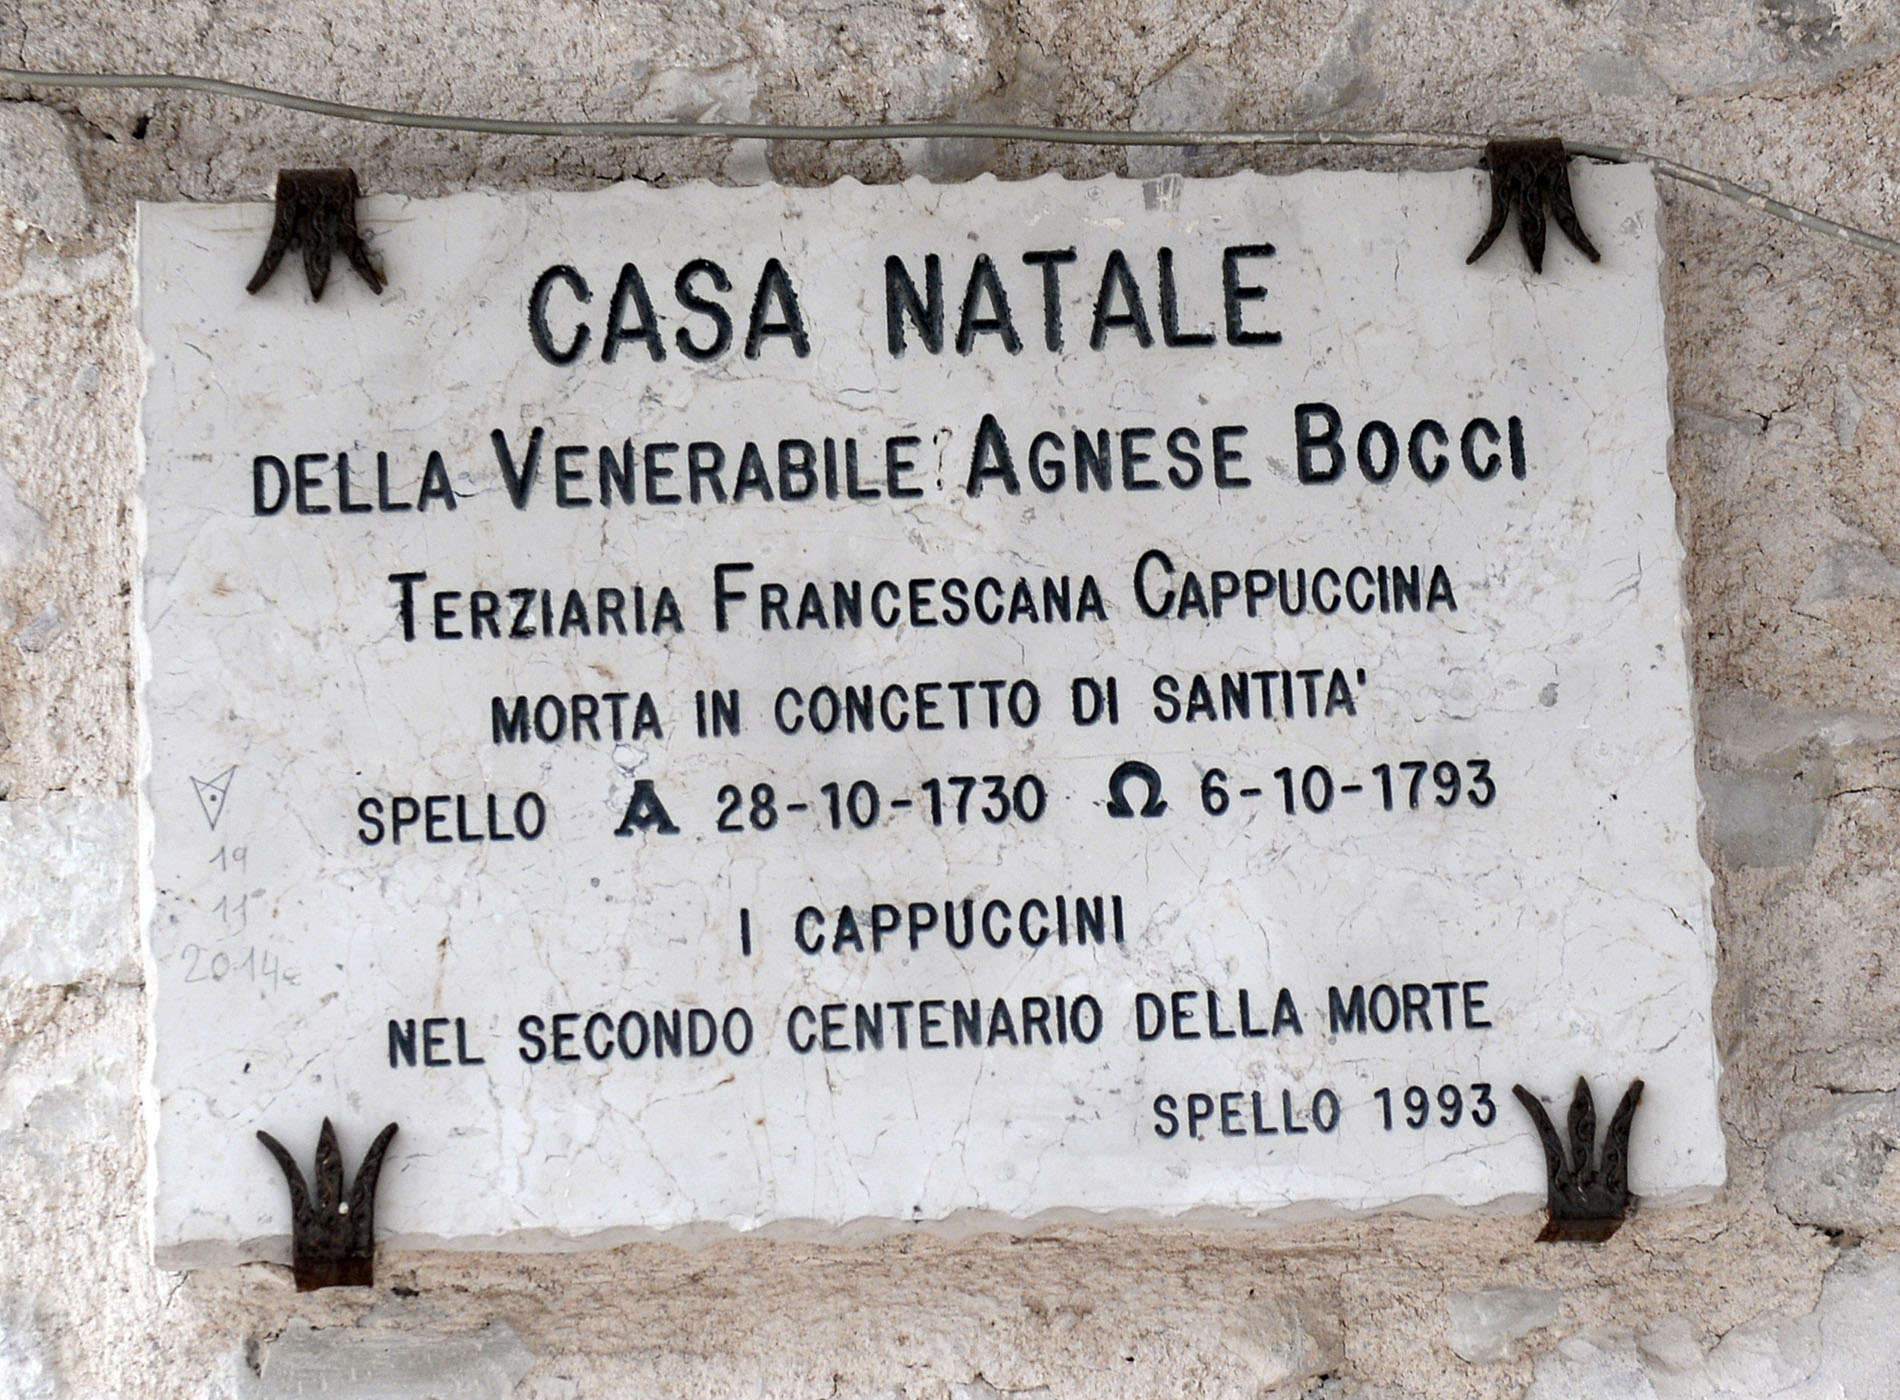 CASA NATALE
DELLA VENERABILE AGNESE BOCCI
TERZIARIA FRANCESCANA CAPPUCCINA
MORTA IN CONCETTO DI SANTITA'
SPELLO Α 28-10-1730 Ω 6-10-1793
I CAPPUCCINI
NEL SECONDO CENTENARIO DELLA MORTE
SPELLO 1993
19
11
2014